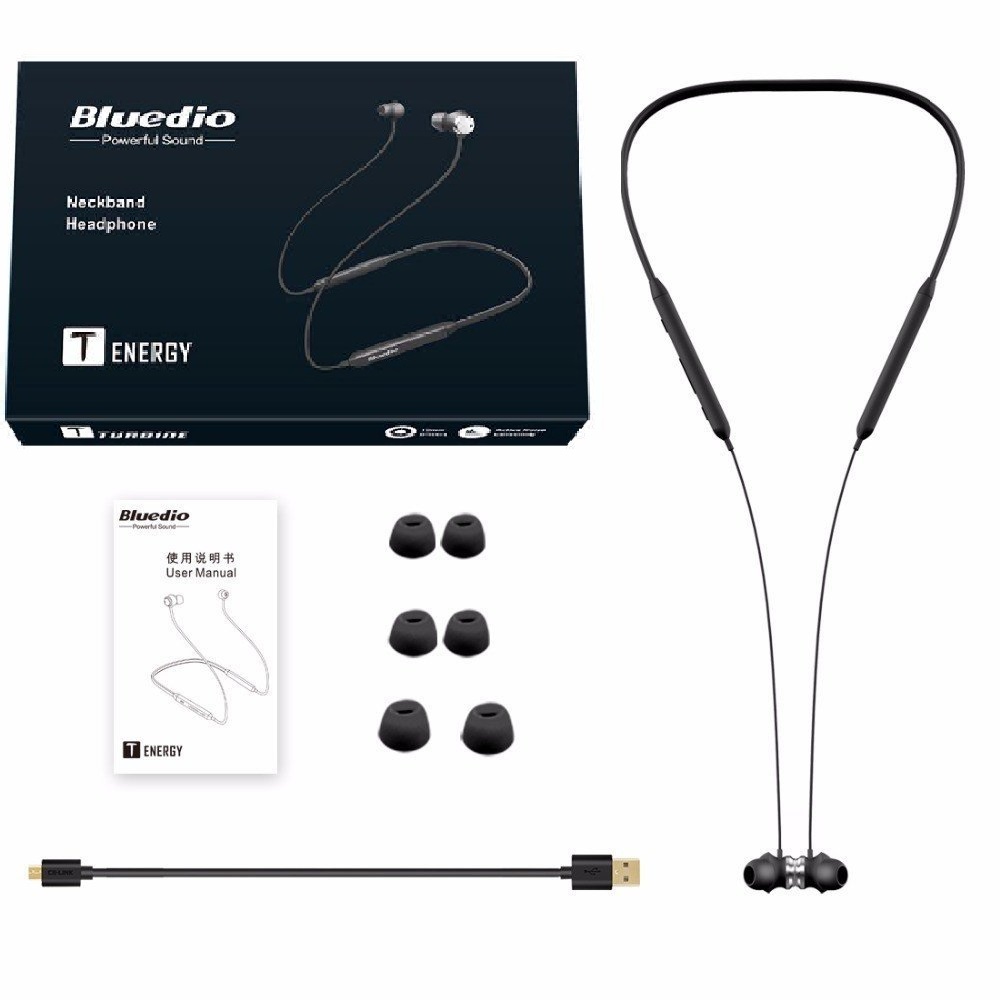 Bluedio
Powerful Sound
Neckband
Headphone
T ENERGY
T TURBINE
Bluedio
Bluedio
Powerful Sound
使用说明书
User Manual
T ENERGY